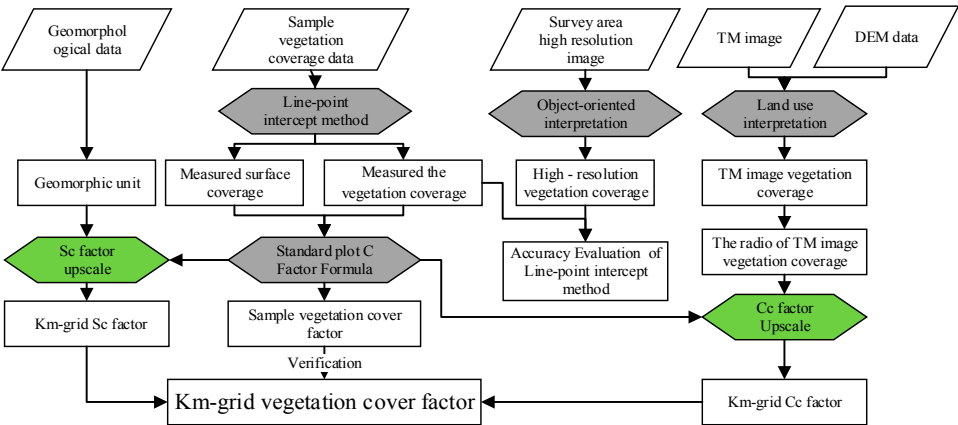 Geomorphol
ogical data
Sample
vegetation
coverage data
Survey area
high resolution
image
TM image
DEM data
Line-point
intercept method
Object-oriented
interpretation
Land use
interpretation
Geomorphic unit
Measured surface
coverage
Measured the
vegetation coverage
High - resolution
vegetation coverage
TM image vegetation
coverage
Sc factor
upscale
Standard plot C
Factor Formula
Accuracy Evaluation of
Line-point intercept
method
The radio of TM image
vegetation coverage
Km-grid Sc factor
Sample vegetation cover
factor
Cc factor
Upscale
Verification
Km-grid vegetation cover factor
Km-grid Cc factor